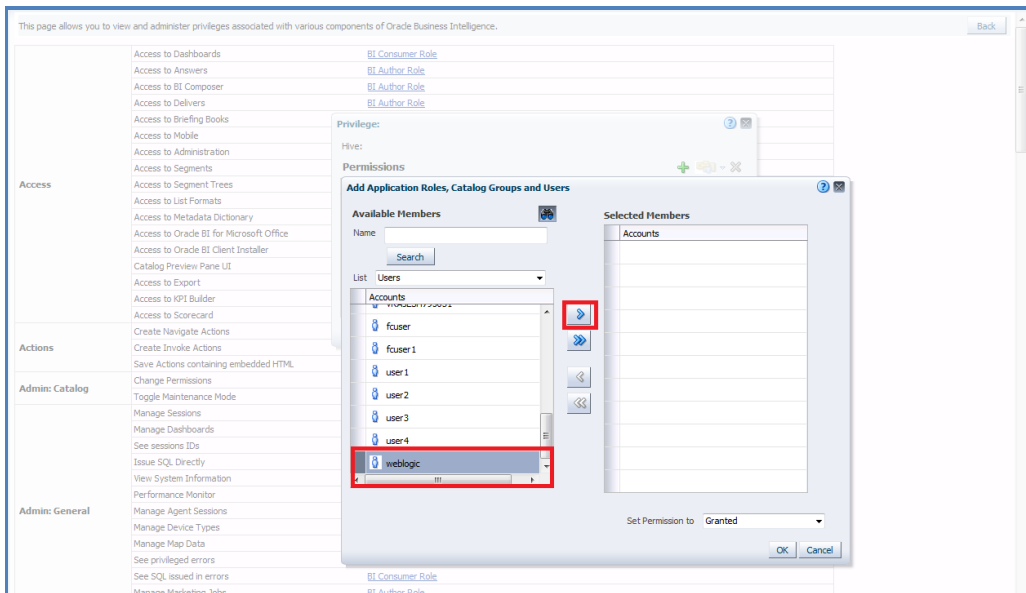 This page allows you to view and administer privileges associated with various components of Oracle Business Intelligence.
Back
Access
Access to Dashboards BI Consumer Role
Access to Answers BI Author Role
Access to BI Composer BI Author Role
Access to Delivers BI Author Role
Access to Briefing Books
Access to Mobile
Access to Administration
Access to Segments
Access to Segment Trees
Access to List Formats
Access to Metadata Dictionary
Access to Oracle BI for Microsoft Office
Access to Oracle BI Client Installer
Catalog Preview Pane UI
Access to Export
Access to KPI Builder
Access to Scorecard
Actions
Create Navigate Actions
Create Invoke Actions
Save Actions containing embedded HTML
Admin: Catalog
Change Permissions
Toggle Maintenance Mode
Admin: General
Manage Sessions
Manage Dashboards
See sessions IDs
Issue SQL Directly
View System Information
Performance Monitor
Manage Agent Sessions
Manage Device Types
Manage Map Data
See privileged errors
See SQL issued in errors BI Consumer Role
Manage Marketing Jobs BI Author Role
Privilege:
Hive:
Permissions
Add Application Roles, Catalog Groups and Users
Available Members
Name
Search
List Users
Accounts
fcuser
fcuser1
user1
user2
user3
user4
weblogic
Selected Members
Accounts
Set Permission to Granted
OK Cancel